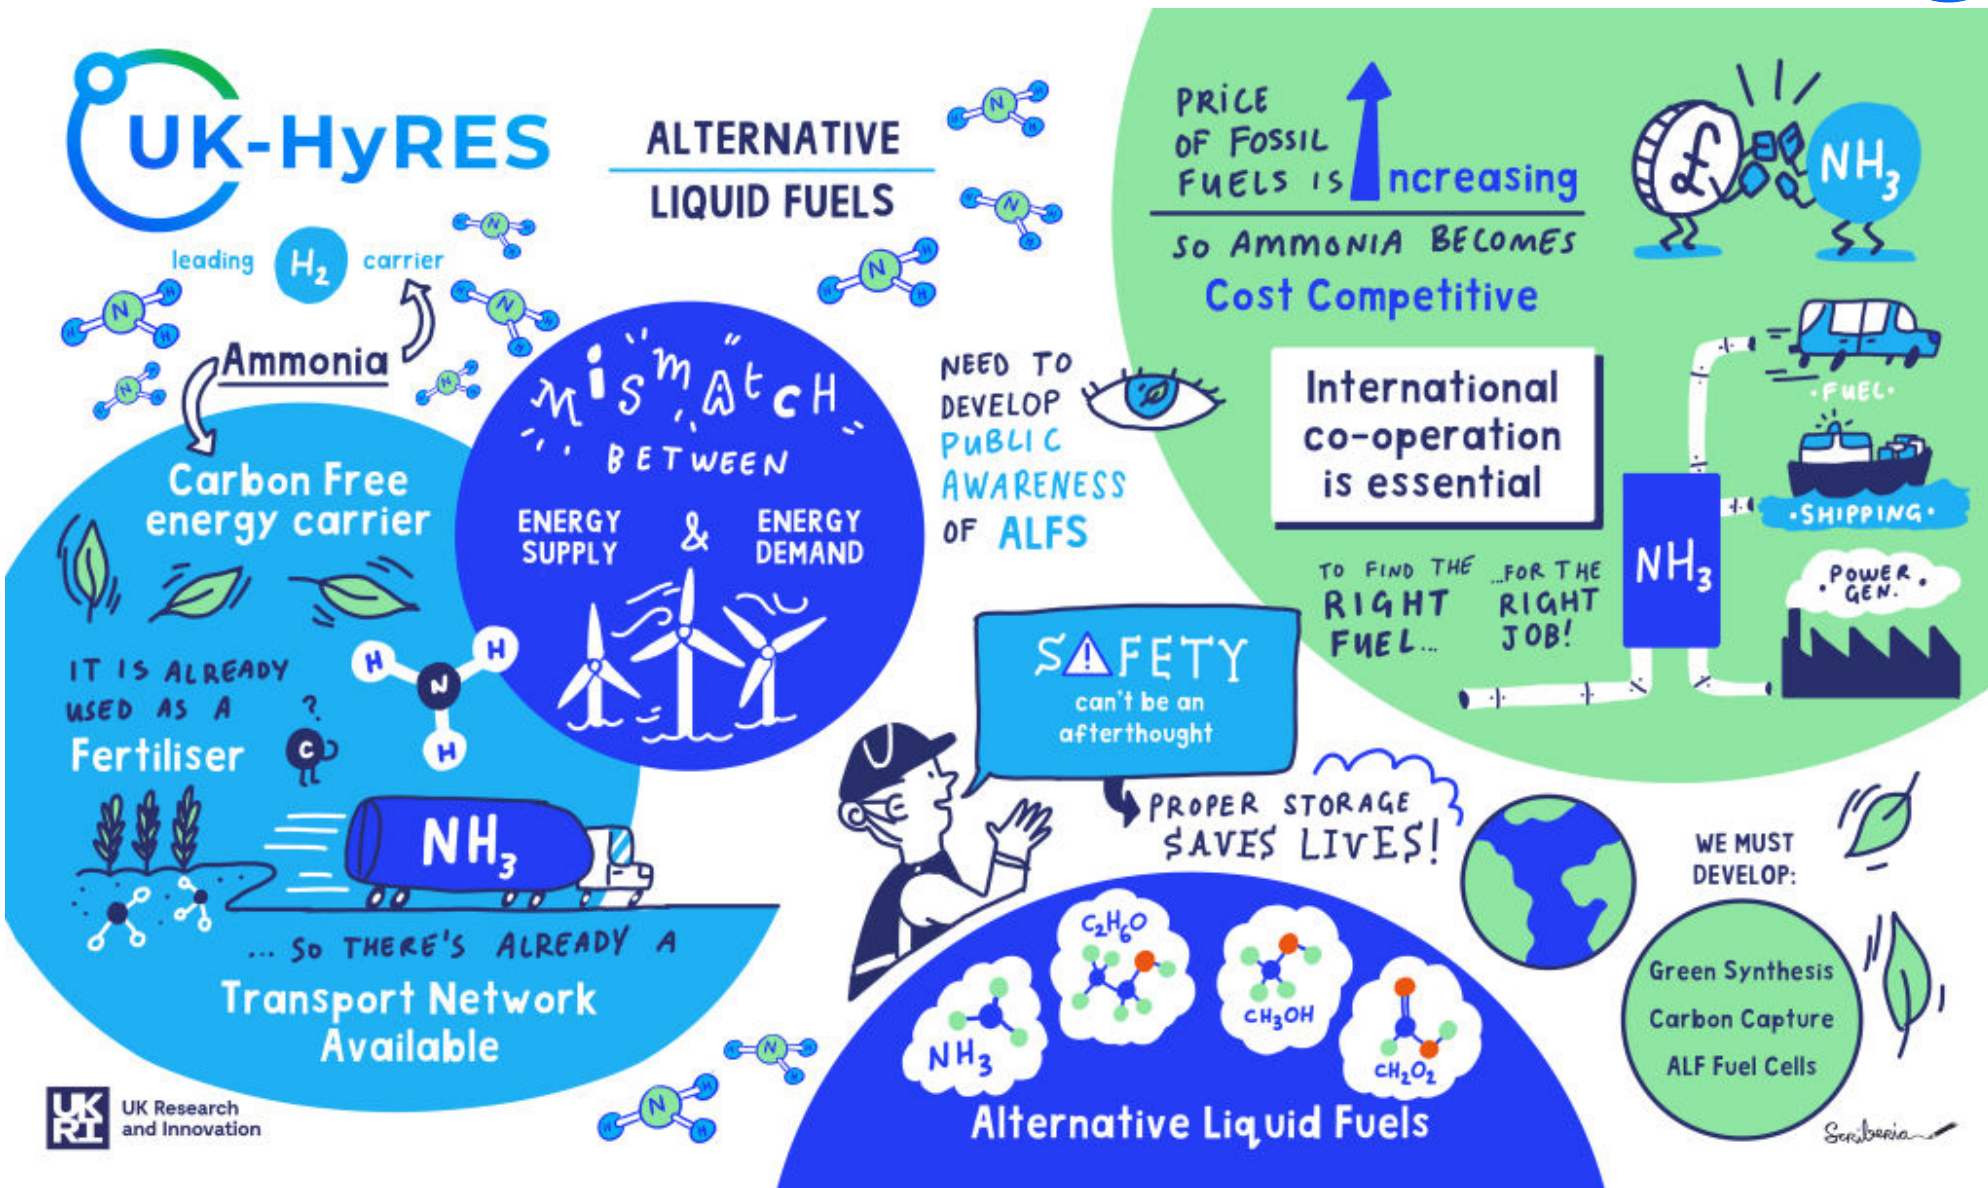 UK-HyRES
ALTERNATIVE
LIQUID FUELS
leading H2 carrier
Ammonia
Carbon Free
energy carrier
IT IS ALREADY
USED AS A
Fertiliser
?
C
H
H
N
H
NH3
... SO THERE'S ALREADY A
Transport Network
Available
UK
RI
UK Research
and Innovation
MISMATCH
BETWEEN
ENERGY
SUPPLY
&
ENERGY
DEMAND
NEED TO
DEVELOP
PUBLIC
AWARENESS
OF ALFS
PRICE
OF FOSSIL
FUELS IS Increasing
SO AMMONIA BECOMES
Cost Competitive
£
NH3
International
co-operation
is essential
TO FIND THE
RIGHT
FUEL...
...FOR THE
RIGHT
JOB!
NH3
·FUEL·
·SHIPPING·
·POWER·
GEN.
SAFETY
can't be an
afterthought
PROPER STORAGE
SAVES LIVES!
NH3
C2H6O
CH3OH
CH2O2
Alternative Liquid Fuels
WE MUST
DEVELOP:
Green Synthesis
Carbon Capture
ALF Fuel Cells
Scriberia
N
H
H
H
N
H
H
H
N
H
H
H
N
H
H
H
N
H
H
H
N
H
H
H
N
H
H
H
N
H
H
H
N
H
H
H
N
H
H
H